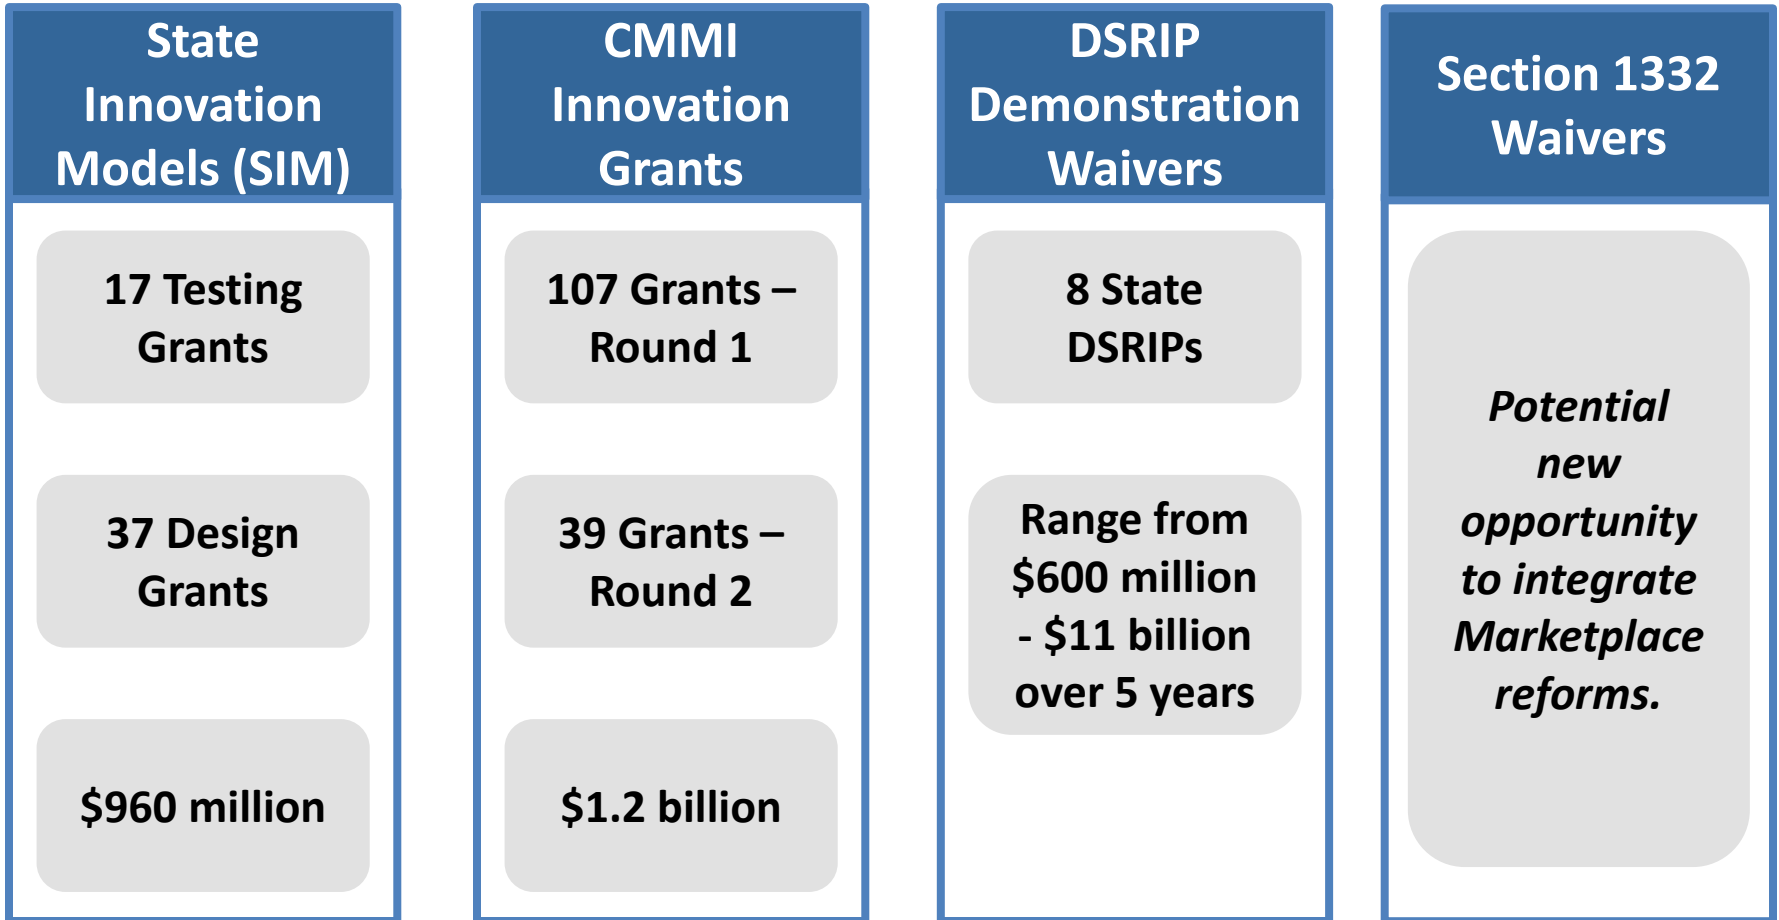 State
Innovation
Models (SIM)
17 Testing
Grants
37 Design
Grants
$960 million
CMMI
Innovation
Grants
107 Grants –
Round 1
39 Grants –
Round 2
$1.2 billion
DSRIP
Demonstration
Waivers
8 State
DSRIPs
Range from
$600 million
- $11 billion
over 5 years
Section 1332
Waivers
Potential
new
opportunity
to integrate
Marketplace
reforms.